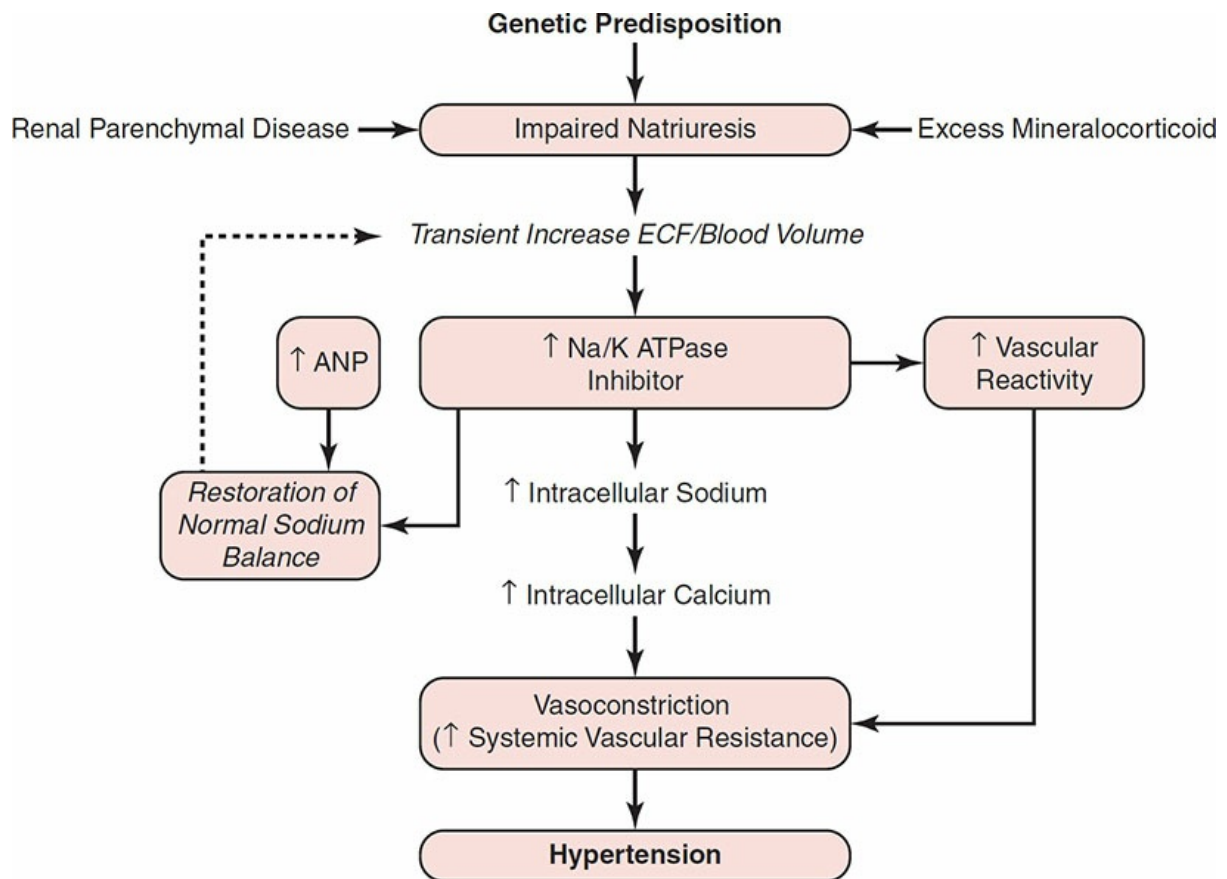 Genetic Predisposition
Renal Parenchymal Disease
Impaired Natriuresis
Excess Mineralocorticoid
Transient Increase ECF/Blood Volume
↑ ANP
↑ Na/K ATPase
Inhibitor
↑ Vascular
Reactivity
Restoration of
Normal Sodium
Balance
↑ Intracellular Sodium
↑ Intracellular Calcium
Vasoconstriction
(↑ Systemic Vascular Resistance)
Hypertension